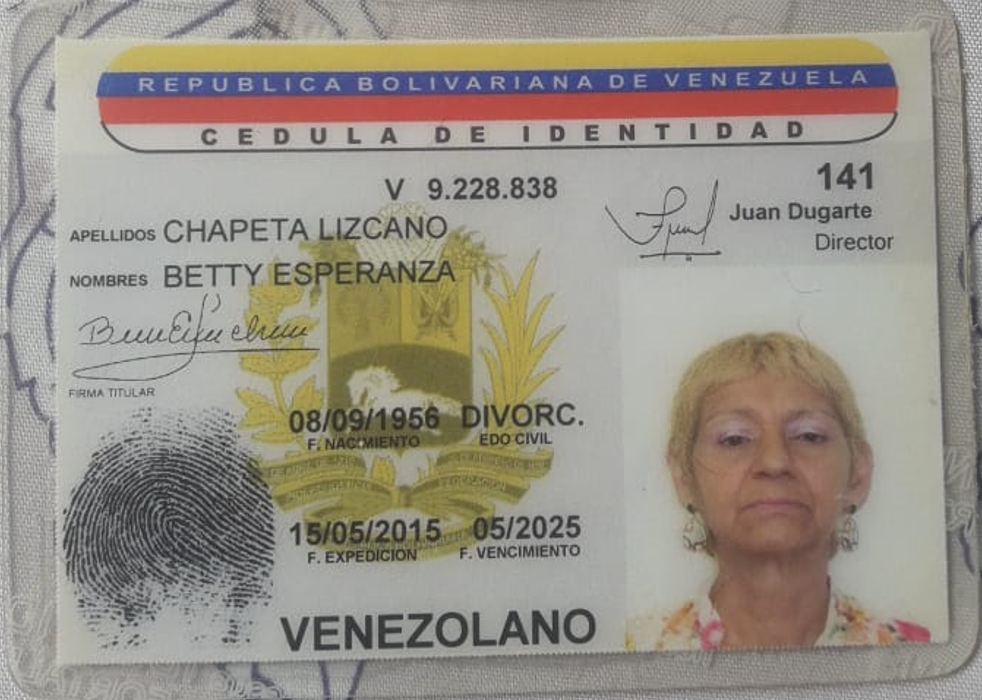 REPUBLICA BOLIVARIANA DE VENEZUELA
CEDULA DE IDENTIDAD
V 9.228.838
141
Juan Dugarte
Director
APELLIDOS CHAPETA LIZCANO
NOMBRES BETTY ESPERANZA
FIRMA TITULAR
08/09/1956 DIVORC.
F. NACIMIENTO EDO CIVIL
15/05/2015 05/2025
F. EXPEDICION F. VENCIMIENTO
VENEZOLANO